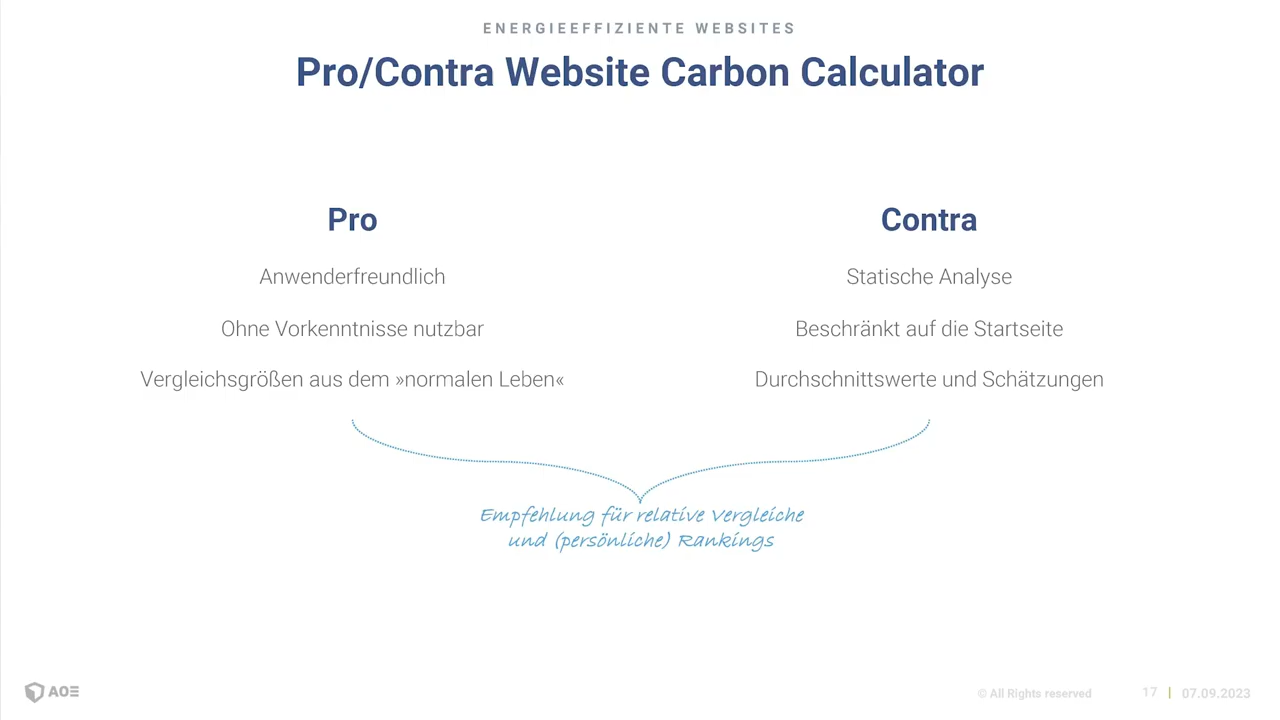 ENERGIEEFFIZIENTE WEBSITES
Pro/Contra Website Carbon Calculator
Pro
Anwenderfreundlich
Ohne Vorkenntnisse nutzbar
Vergleichsgrößen aus dem »normalen Leben«
Contra
Statische Analyse
Beschränkt auf die Startseite
Durchschnittswerte und Schätzungen
Empfehlung für relative Vergleiche
und (persönliche) Rankings
AOE
© All Rights reserved
17 | 07.09.2023